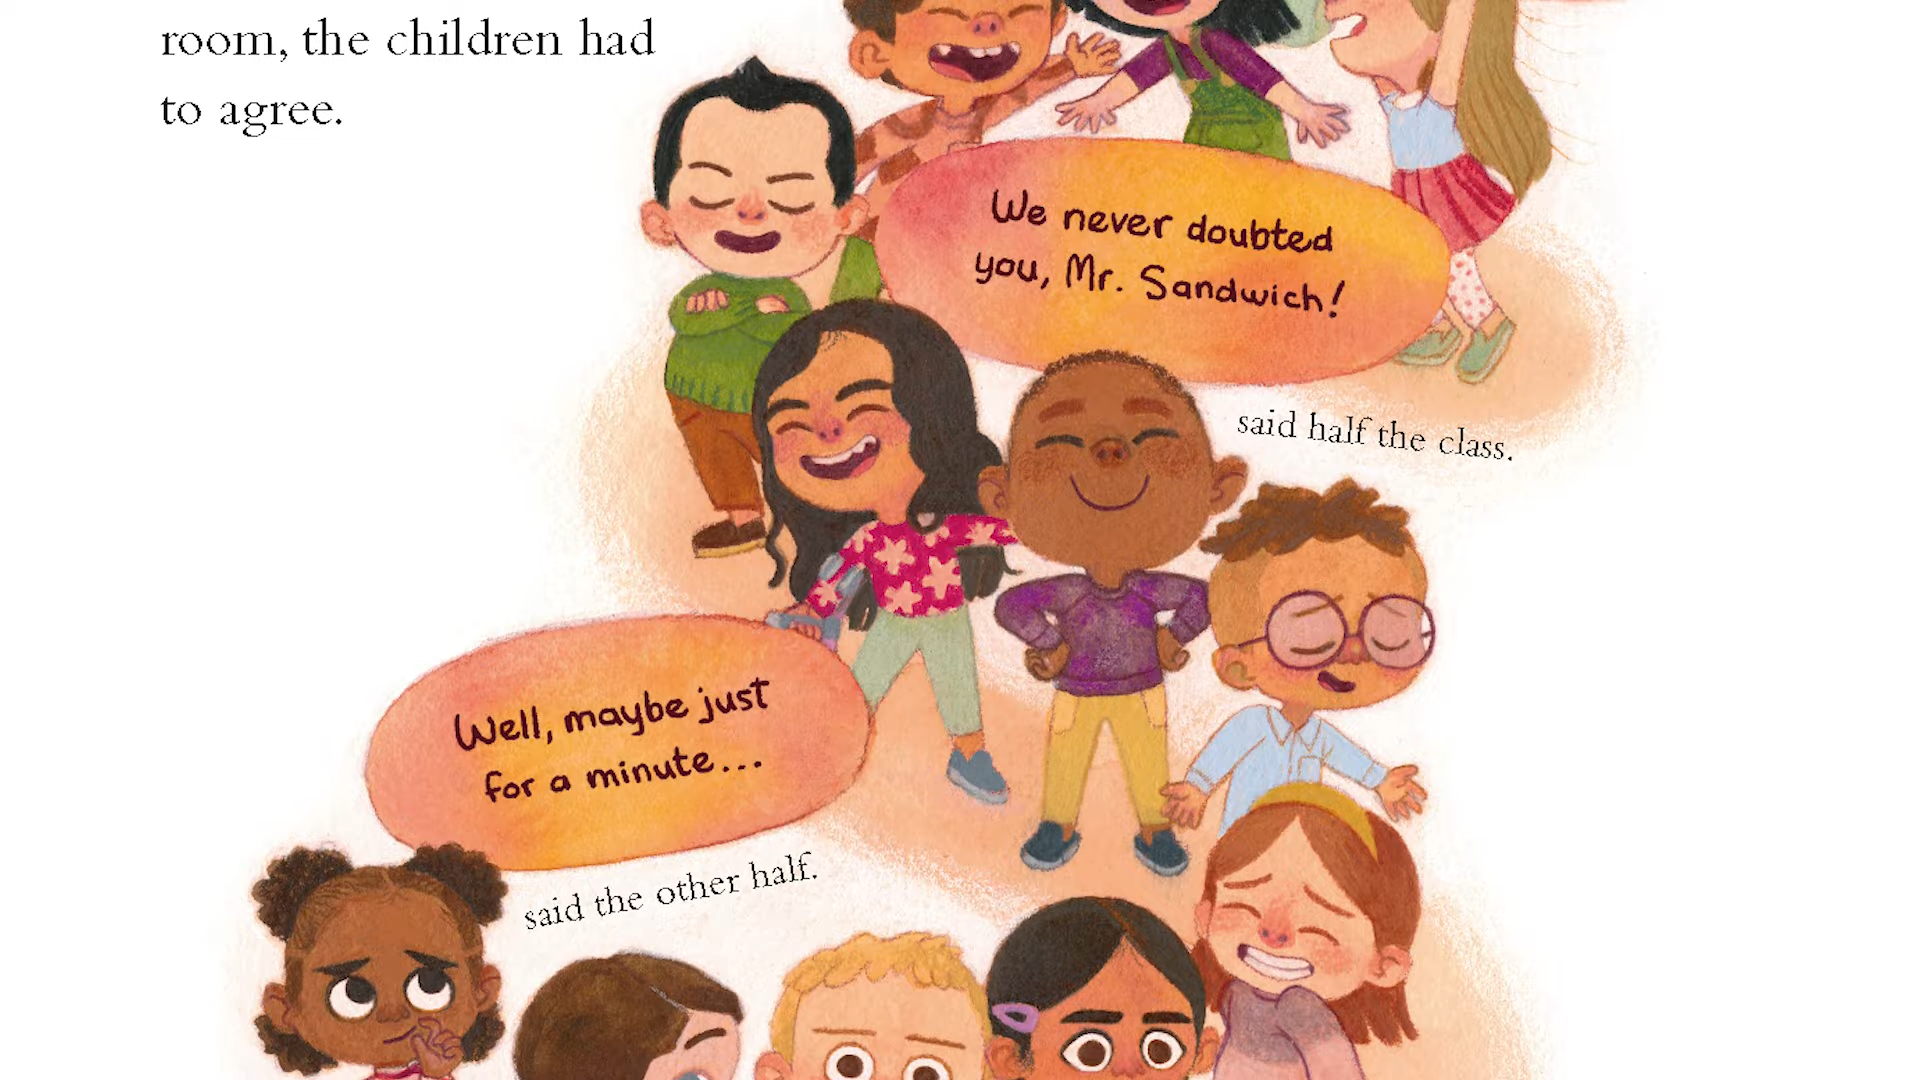 room, the children had
to agree.
We never doubted
you, Mr. Sandwich!
said half the class.
Well, maybe just
for a minute...
said the other half.